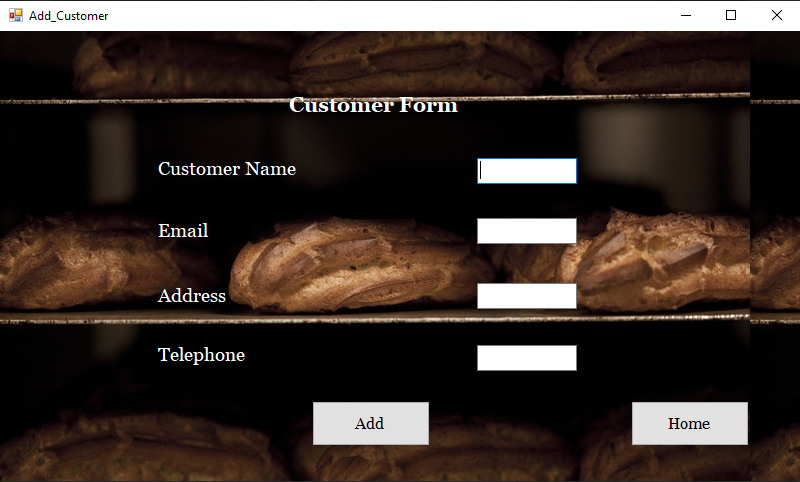 Add_Customer
Customer Form
Customer Name
Email
Address
Telephone
Add
Home